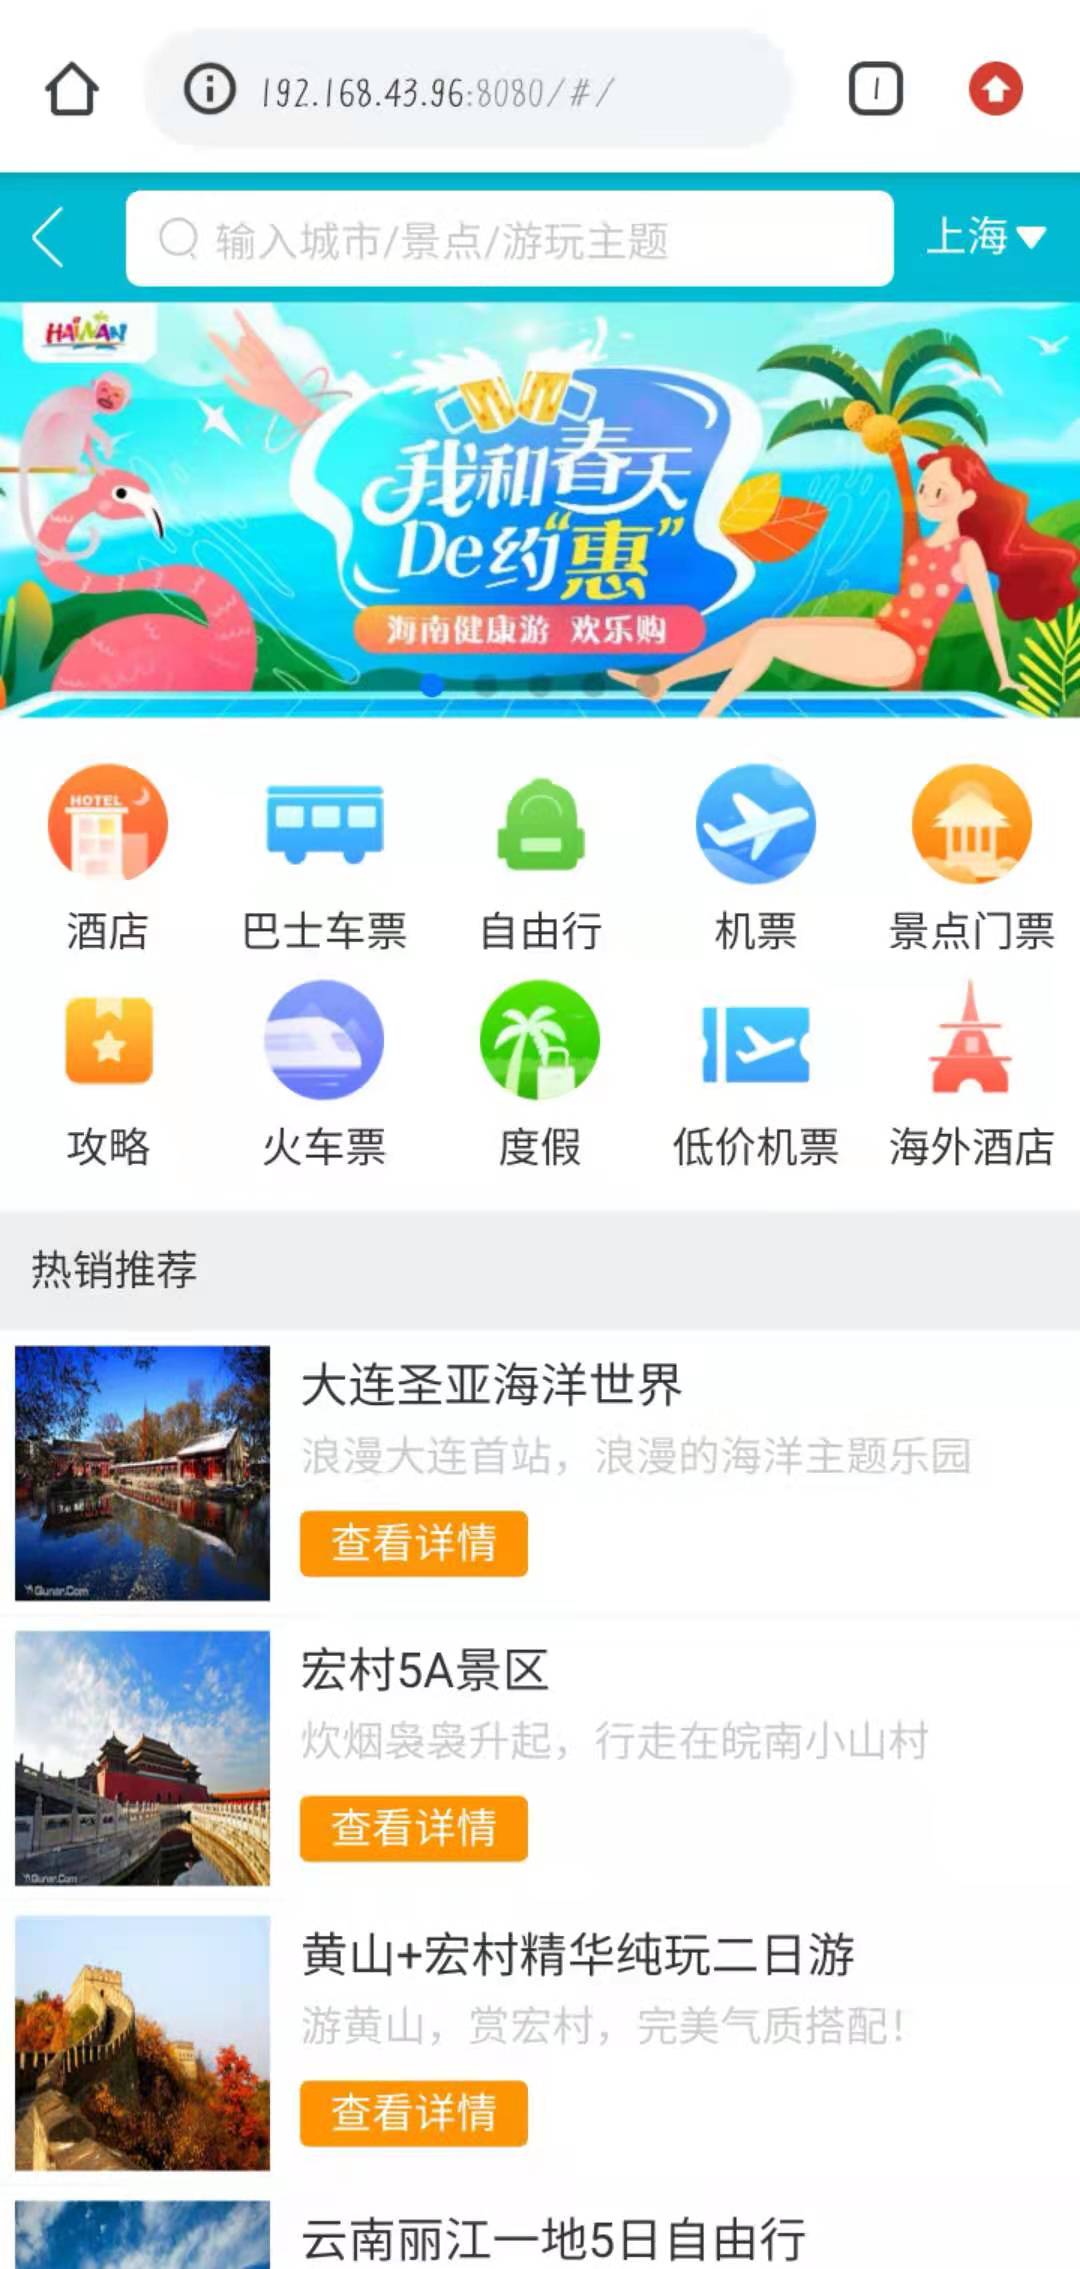 192.168.43.96:8080/#/
1
输入城市/景点/游玩主题
上海
HAINAN
我和春天
De约“惠”
海南健康游 欢乐购
HOTEL
酒店 巴士车票 自由行 机票 景点门票
攻略 火车票 度假 低价机票 海外酒店
热销推荐
大连圣亚海洋世界
浪漫大连首站，浪漫的海洋主题乐园
查看详情
Qunar.Com
宏村5A景区
炊烟袅袅升起，行走在皖南小山村
查看详情
Qunar.Com
黄山+宏村精华纯玩二日游
游黄山，赏宏村，完美气质搭配！
查看详情
云南丽江一地5日自由行